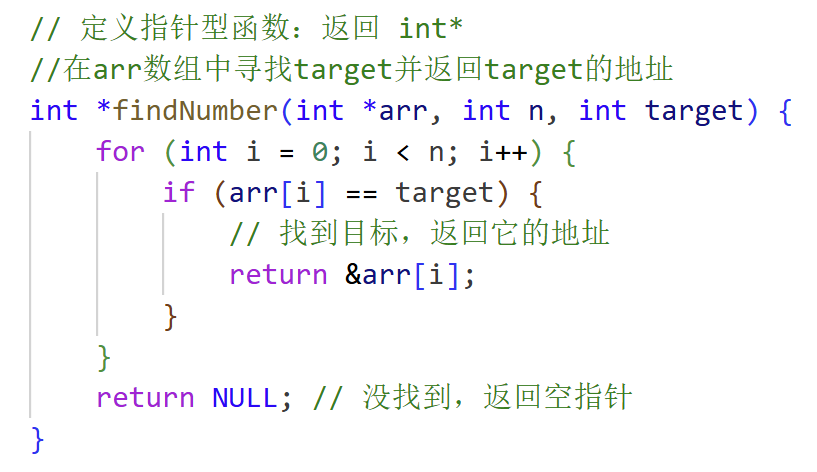 // 定义指针型函数：返回 int*
//在arr数组中寻找target并返回target的地址
int *findNumber(int *arr, int n, int target) {
    for (int i = 0; i < n; i++) {
        if (arr[i] == target) {
            // 找到目标，返回它的地址
            return &arr[i];
        }
    }
    return NULL; // 没找到，返回空指针
}